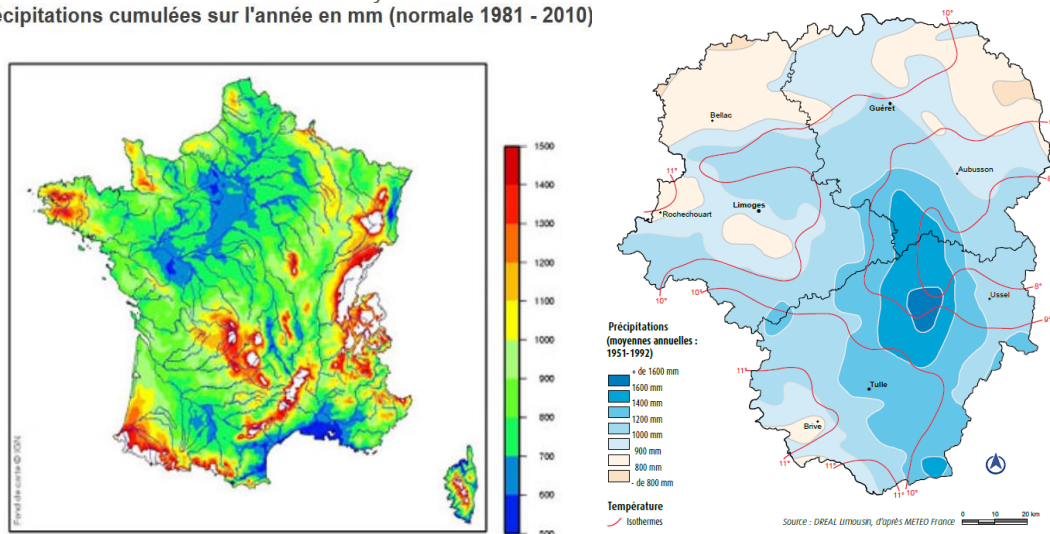 écipitations cumulées sur l'année en mm (normale 1981 - 2010)
1500
1400
1300
1200
1100
1000
900
800
700
600
500
Fond de carte © IGN
10°
Guéret
Bellac
Aubusson
8°
11°
Rochechouart
Limoges
Ussel
8°
10°
10°
9°
Précipitations
(moyennes annuelles :
1951-1992)
+ de 1600 mm
1600 mm
1400 mm
1200 mm
1000 mm
900 mm
800 mm
- de 800 mm
11°
Tulle
Brive
11°
11°
11°
10°
Température
Isothermes
Source : DREAL Limousin, d'après METEO France
0
10
20 km